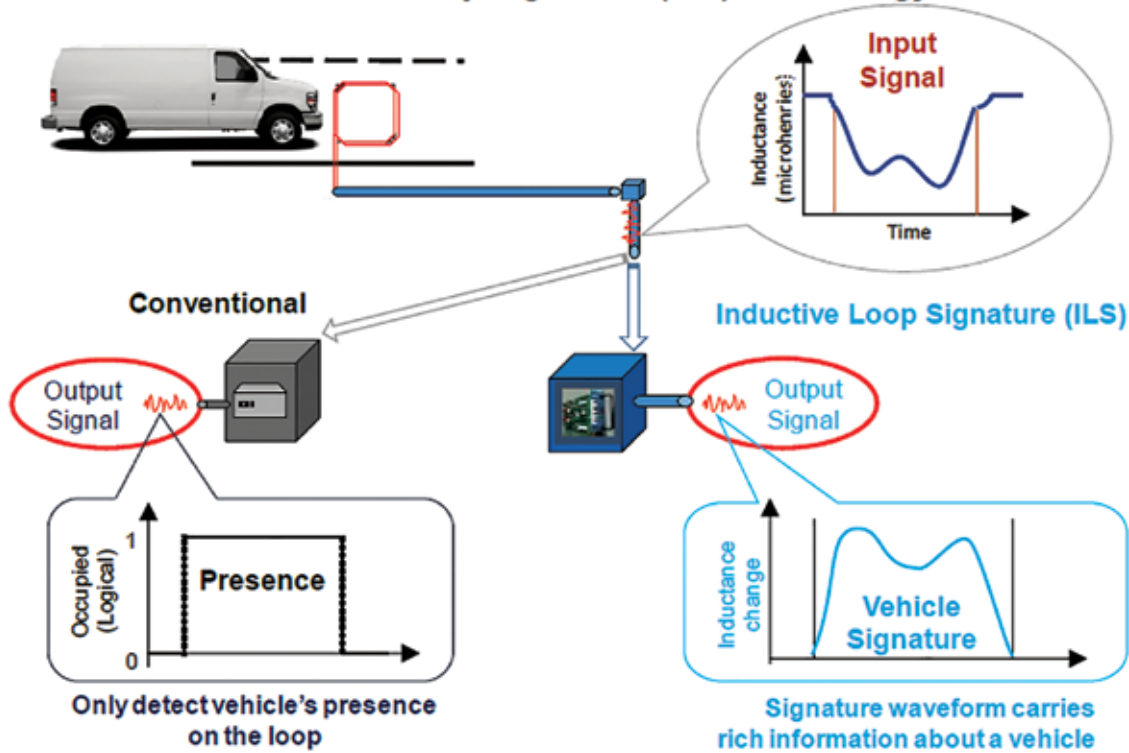 Input
Signal
Inductance
(microhenries)
Time
Conventional
Inductive Loop Signature (ILS)
Output
Signal
Output
Signal
1
Occupied
(Logical)
Presence
0
Inductance
change
Vehicle
Signature
Only detect vehicle's presence
on the loop
Signature waveform carries
rich information about a vehicle